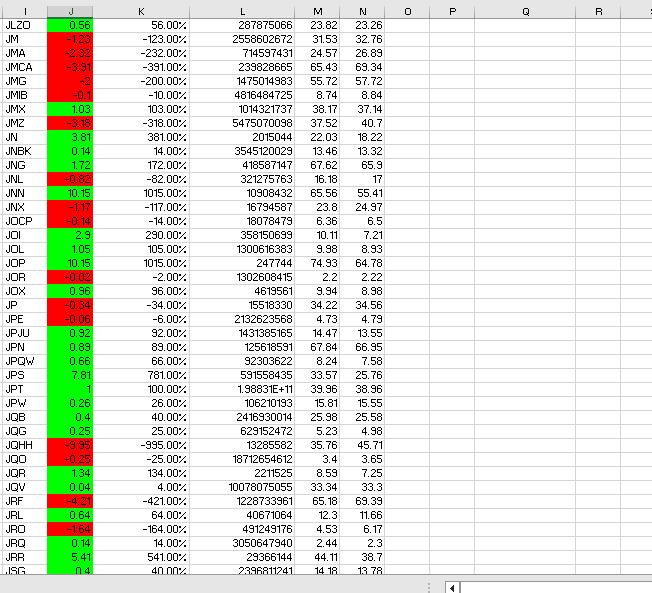 I J K L M N O P Q R
JLZO 0.56 56.00% 287875066 23.82 23.26
JM -1.23 -123.00% 2558602672 31.53 32.76
JMA -2.32 -232.00% 714597431 24.57 26.89
JMCA -3.91 -391.00% 239828665 65.43 69.34
JMG -2 -200.00% 1475014983 55.72 57.72
JMIB -0.1 -10.00% 4816484725 8.74 8.84
JMX 1.03 103.00% 1014321737 38.17 37.14
JMZ -3.18 -318.00% 5475070098 37.52 40.7
JN 3.81 381.00% 2015044 22.03 18.22
JNBK 0.14 14.00% 3545120029 13.46 13.32
JNG 1.72 172.00% 418587147 67.62 65.9
JNL -0.82 -82.00% 321275763 16.18 17
JNN 10.15 1015.00% 10908432 65.56 55.41
JNX -1.17 -117.00% 16794587 23.8 24.97
JOCP -0.14 -14.00% 18078479 6.36 6.5
JOI 2.9 290.00% 358150699 10.11 7.21
JOL 1.05 105.00% 1300616383 9.98 8.93
JOP 10.15 1015.00% 247744 74.93 64.78
JOR -0.02 -2.00% 1302608415 2.2 2.22
JOX 0.96 96.00% 4619561 9.94 8.98
JP -0.34 -34.00% 15518330 34.22 34.56
JPE -0.06 -6.00% 2132623568 4.73 4.79
JPJU 0.92 92.00% 1431385165 14.47 13.55
JPN 0.89 89.00% 125618591 67.84 66.95
JPQW 0.66 66.00% 92303622 8.24 7.58
JPS 7.81 781.00% 591558435 33.57 25.76
JPT 1 100.00% 1.98831E+11 39.96 38.96
JPW 0.26 26.00% 106210193 15.81 15.55
JQB 0.4 40.00% 2416930014 25.98 25.58
JQG 0.25 25.00% 629152472 5.23 4.98
JQHH -9.95 -995.00% 13285582 35.76 45.71
JQO -0.25 -25.00% 18712654612 3.4 3.65
JQR 1.34 134.00% 2211525 8.59 7.25
JQV 0.04 4.00% 10078075055 33.34 33.3
JRF -4.21 -421.00% 1228733961 65.18 69.39
JRL 0.64 64.00% 40671064 12.3 11.66
JRO -1.64 -164.00% 491249176 4.53 6.17
JRQ 0.14 14.00% 3050647940 2.44 2.3
JRR 5.41 541.00% 29366144 44.11 38.7
JSG 0.4 40.00% 2396811241 14.18 13.78